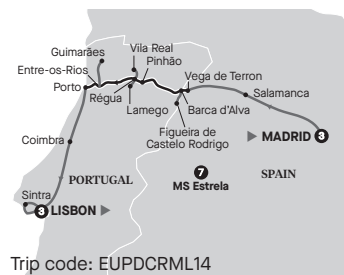 Guimarães
Vila Real
Entre-os-Rios
Pinhão
Porto
Vega de Terron
Régua
Salamanca
Lamego
Barca d'Alva
Figueira de
Castelo Rodrigo
MADRID 3
Coimbra
7
MS Estrela
PORTUGAL
SPAIN
Sintra
3 LISBON
Trip code: EUPDCRML14